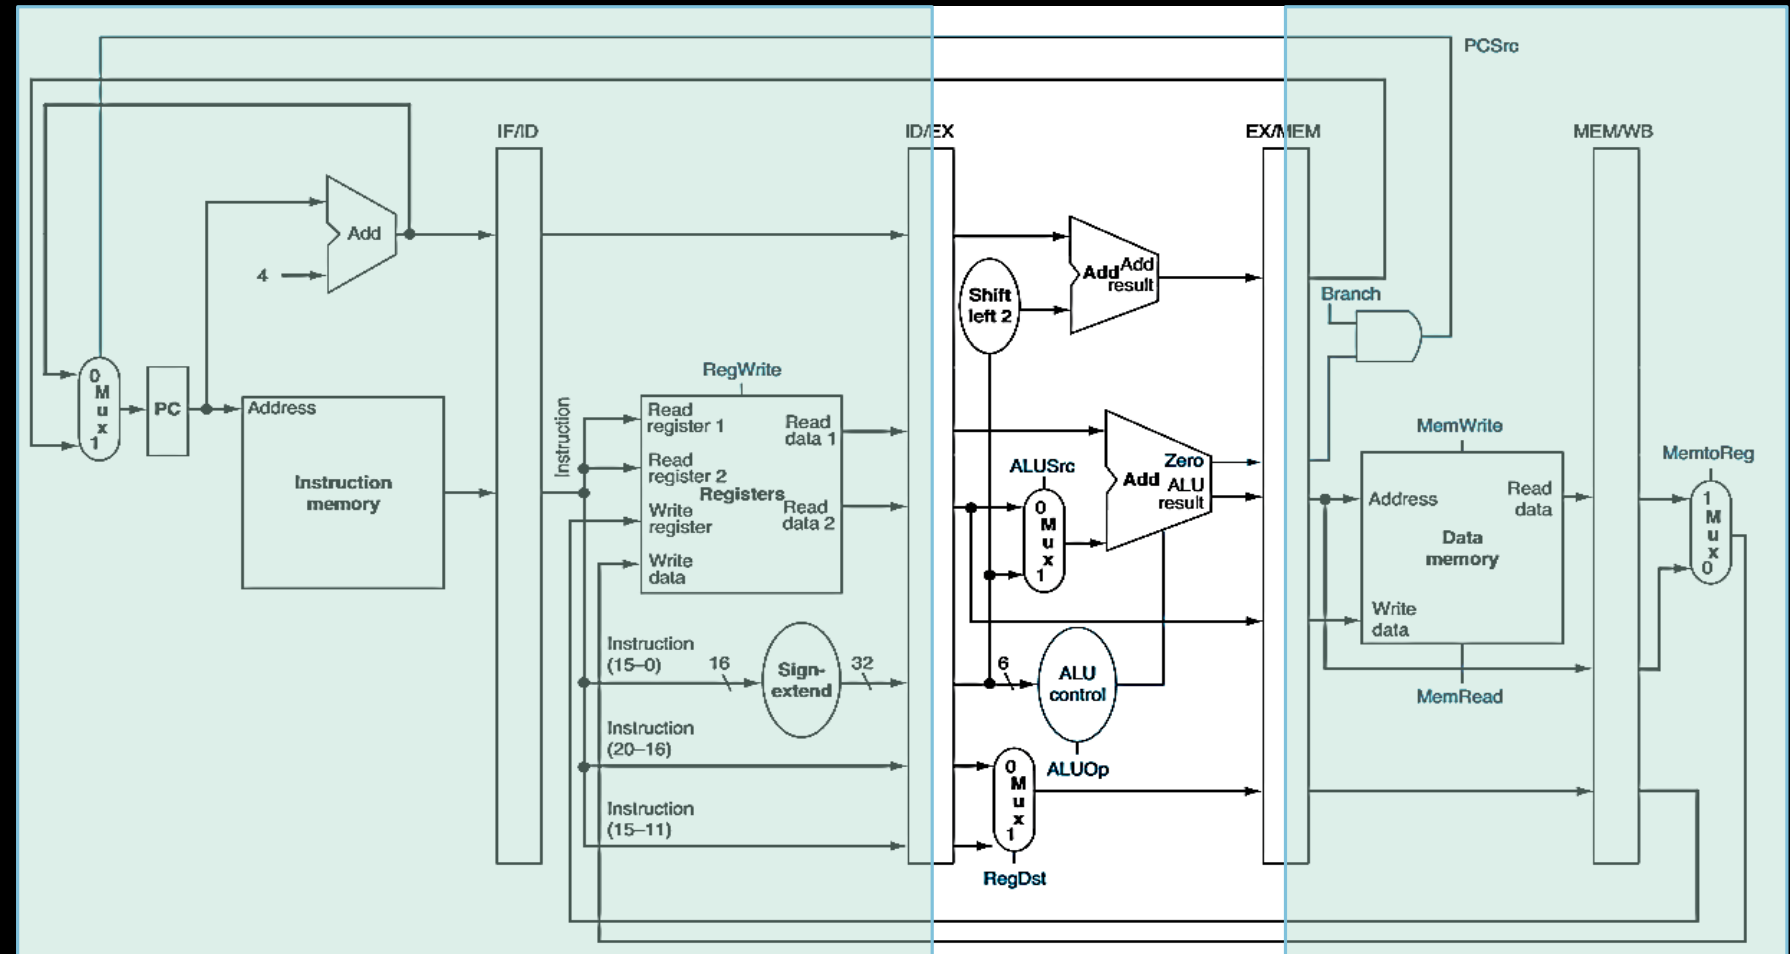 PCSrc
IF/ID
ID/EX
EX/MEM
MEM/WB
Add
4
Add Add
result
Shift
left 2
Branch
RegWrite
0
M
u
x
1
PC
Address
Instruction
memory
Instruction
Read
register 1
Read
data 1
Read
register 2
Registers
Write
register
Read
data 2
Write
data
ALUSrc
0
M
u
x
1
Zero
Add ALU
result
MemWrite
Address
Read
data
Data
memory
Write
data
MemRead
MemtoReg
1
M
u
x
0
Instruction
(15–0)
16
Sign-
extend
32
6
ALU
control
ALUOp
Instruction
(20–16)
0
M
u
x
1
Instruction
(15–11)
RegDst